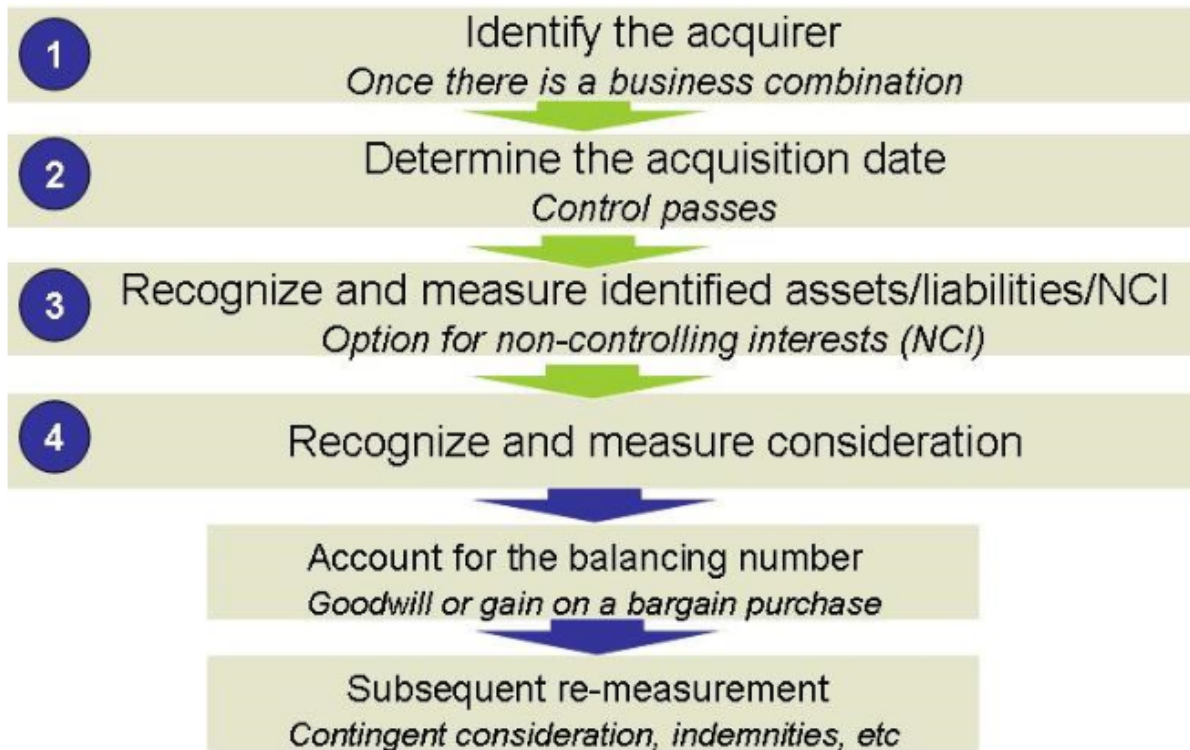 1
Identify the acquirer
Once there is a business combination
2
Determine the acquisition date
Control passes
3
Recognize and measure identified assets/liabilities/NCI
Option for non-controlling interests (NCI)
4
Recognize and measure consideration
Account for the balancing number
Goodwill or gain on a bargain purchase
Subsequent re-measurement
Contingent consideration, indemnities, etc